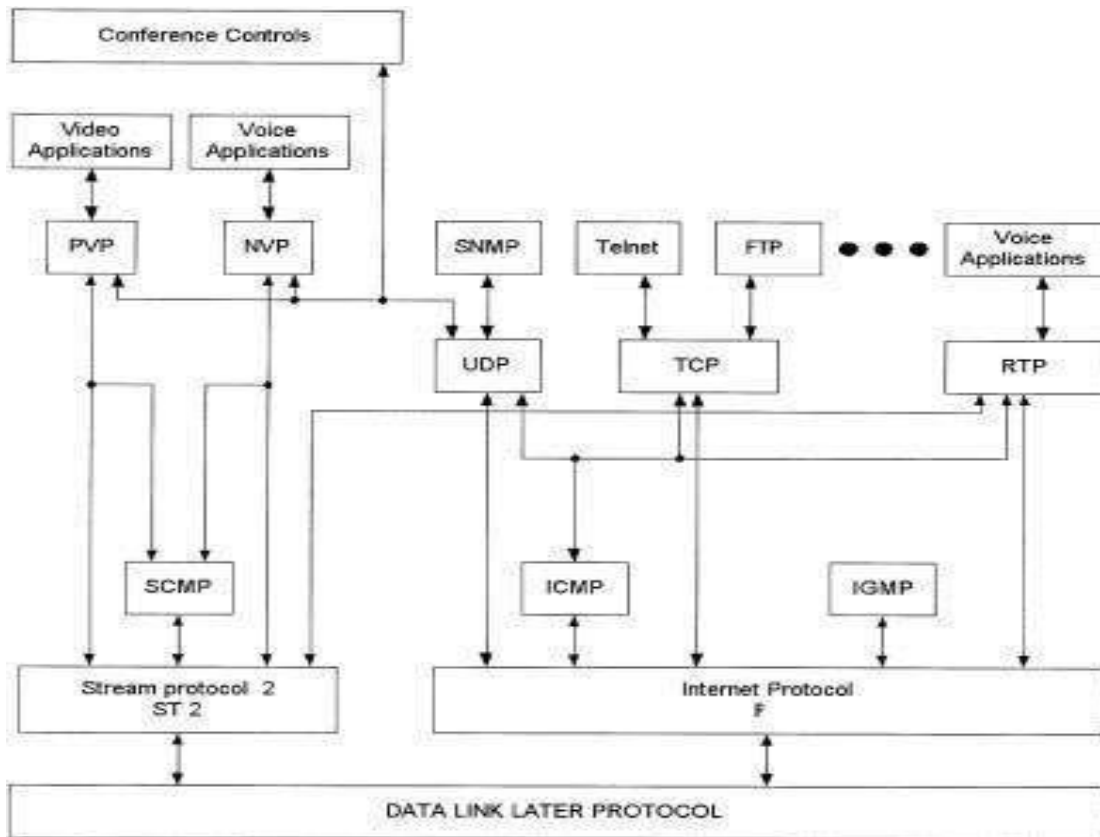 Conference Controls
Video
Applications
Voice
Applications
PVP
NVP
SNMP
Telnet
FTP
Voice
Applications
UDP
TCP
RTP
SCMP
ICMP
IGMP
Stream protocol 2
ST 2
Internet Protocol
DATA LINK LATER PROTOCOL